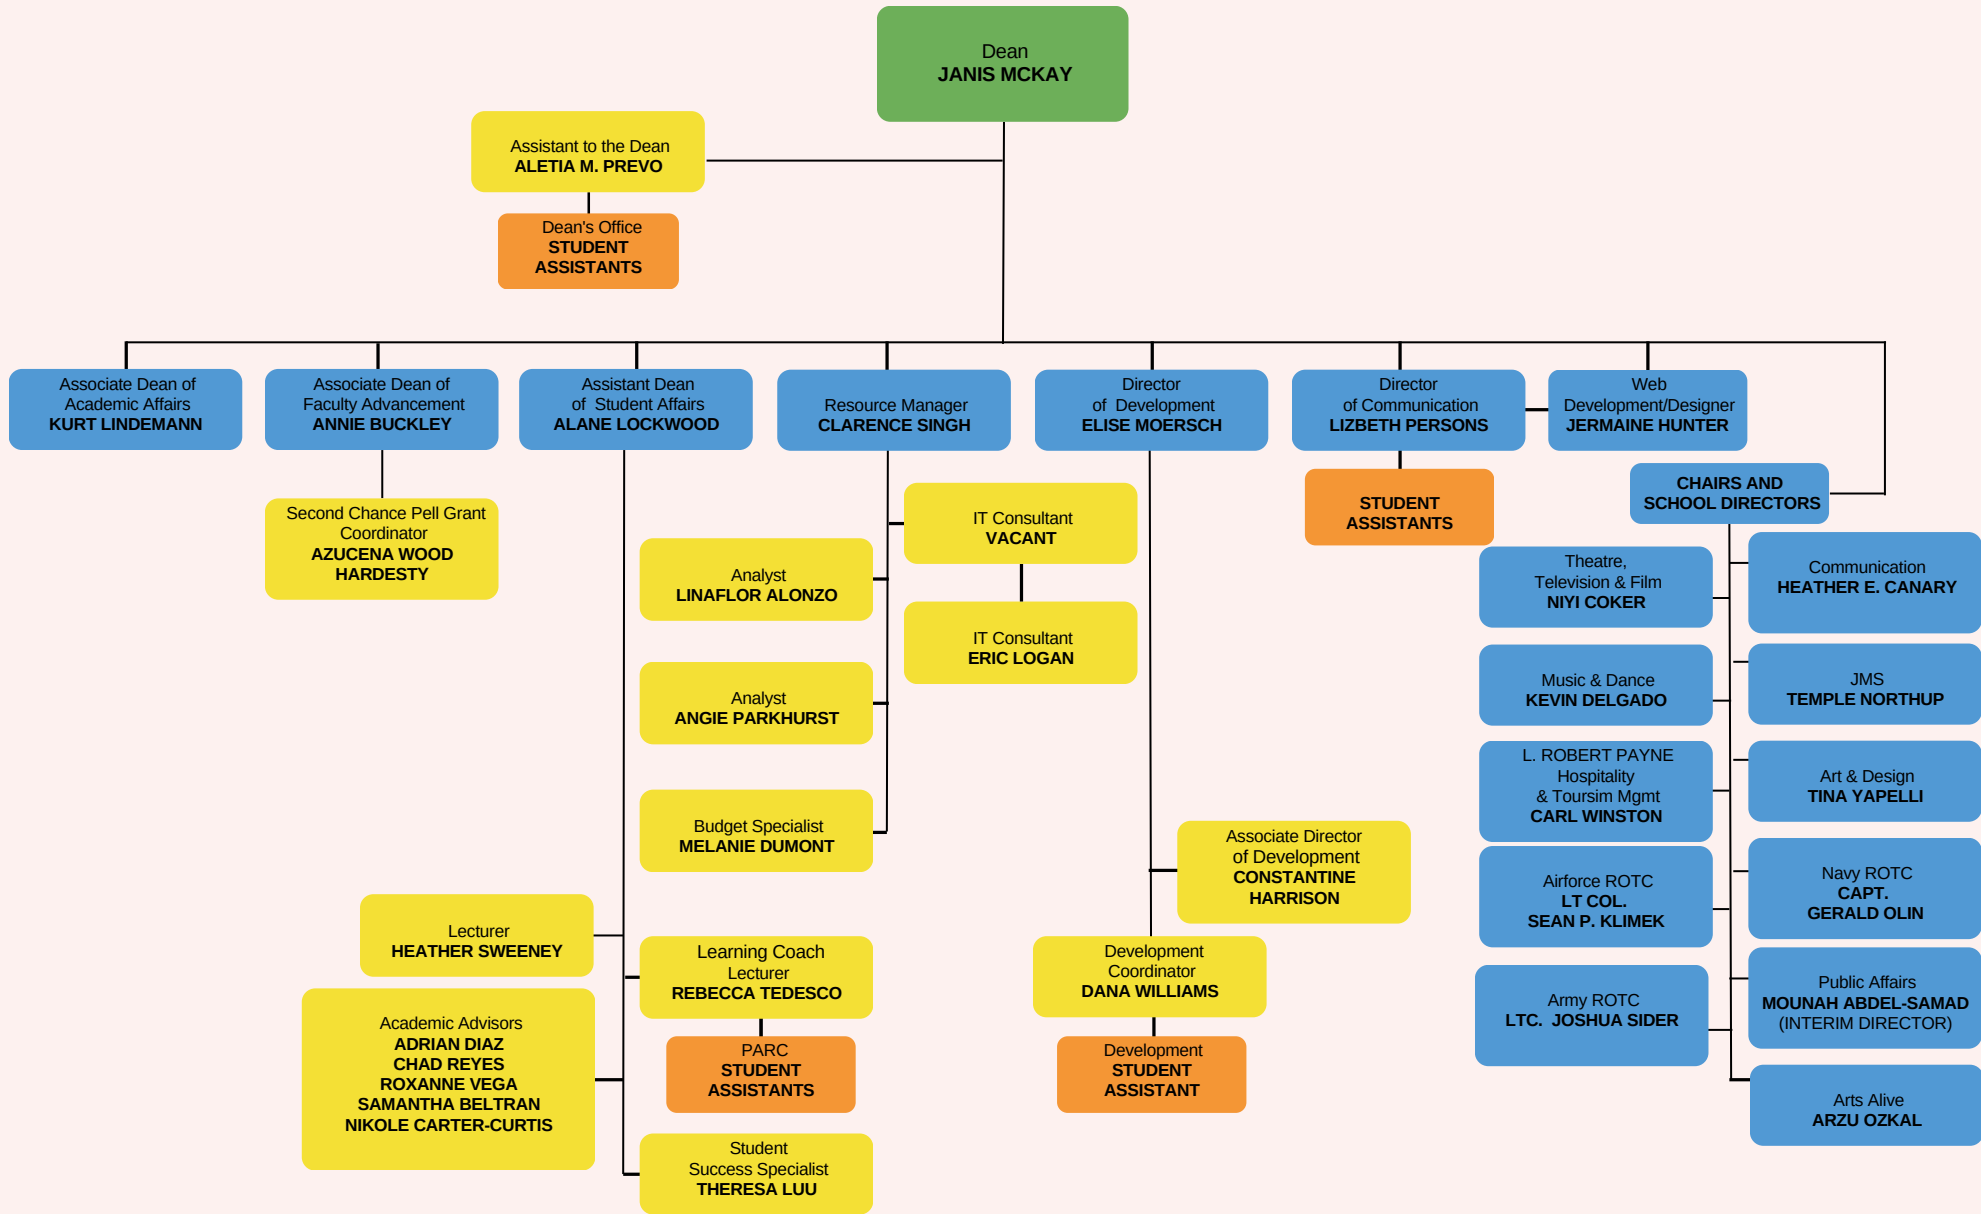 Dean
JANIS MCKAY
Assistant to the Dean
ALETIA M. PREVO
Dean's Office
STUDENT
ASSISTANTS
Associate Dean of
Academic Affairs
KURT LINDEMANN
Associate Dean of
Faculty Advancement
ANNIE BUCKLEY
Assistant Dean
of Student Affairs
ALANE LOCKWOOD
Resource Manager
CLARENCE SINGH
Director
of Development
ELISE MOERSCH
Director
of Communication
LIZBETH PERSONS
Web
Development/Designer
JERMAINE HUNTER
Second Chance Pell Grant
Coordinator
AZUCENA WOOD
HARDESTY
IT Consultant
VACANT
Analyst
LINAFLOR ALONZO
IT Consultant
ERIC LOGAN
Analyst
ANGIE PARKHURST
Budget Specialist
MELANIE DUMONT
Lecturer
HEATHER SWEENEY
Learning Coach
Lecturer
REBECCA TEDESCO
Academic Advisors
ADRIAN DIAZ
CHAD REYES
ROXANNE VEGA
SAMANTHA BELTRAN
NIKOLE CARTER-CURTIS
PARC
STUDENT
ASSISTANTS
Student
Success Specialist
THERESA LUU
Associate Director
of Development
CONSTANTINE
HARRISON
Development
Coordinator
DANA WILLIAMS
Development
STUDENT
ASSISTANT
STUDENT
ASSISTANTS
CHAIRS AND
SCHOOL DIRECTORS
Theatre,
Television & Film
NIYI COKER
Communication
HEATHER E. CANARY
Music & Dance
KEVIN DELGADO
JMS
TEMPLE NORTHUP
L. ROBERT PAYNE
Hospitality
& Toursim Mgmt
CARL WINSTON
Art & Design
TINA YAPELLI
Airforce ROTC
LT COL.
SEAN P. KLIMEK
Navy ROTC
CAPT.
GERALD OLIN
Army ROTC
LTC. JOSHUA SIDER
Public Affairs
MOUNAH ABDEL-SAMAD
(INTERIM DIRECTOR)
Arts Alive
ARZU OZKAL